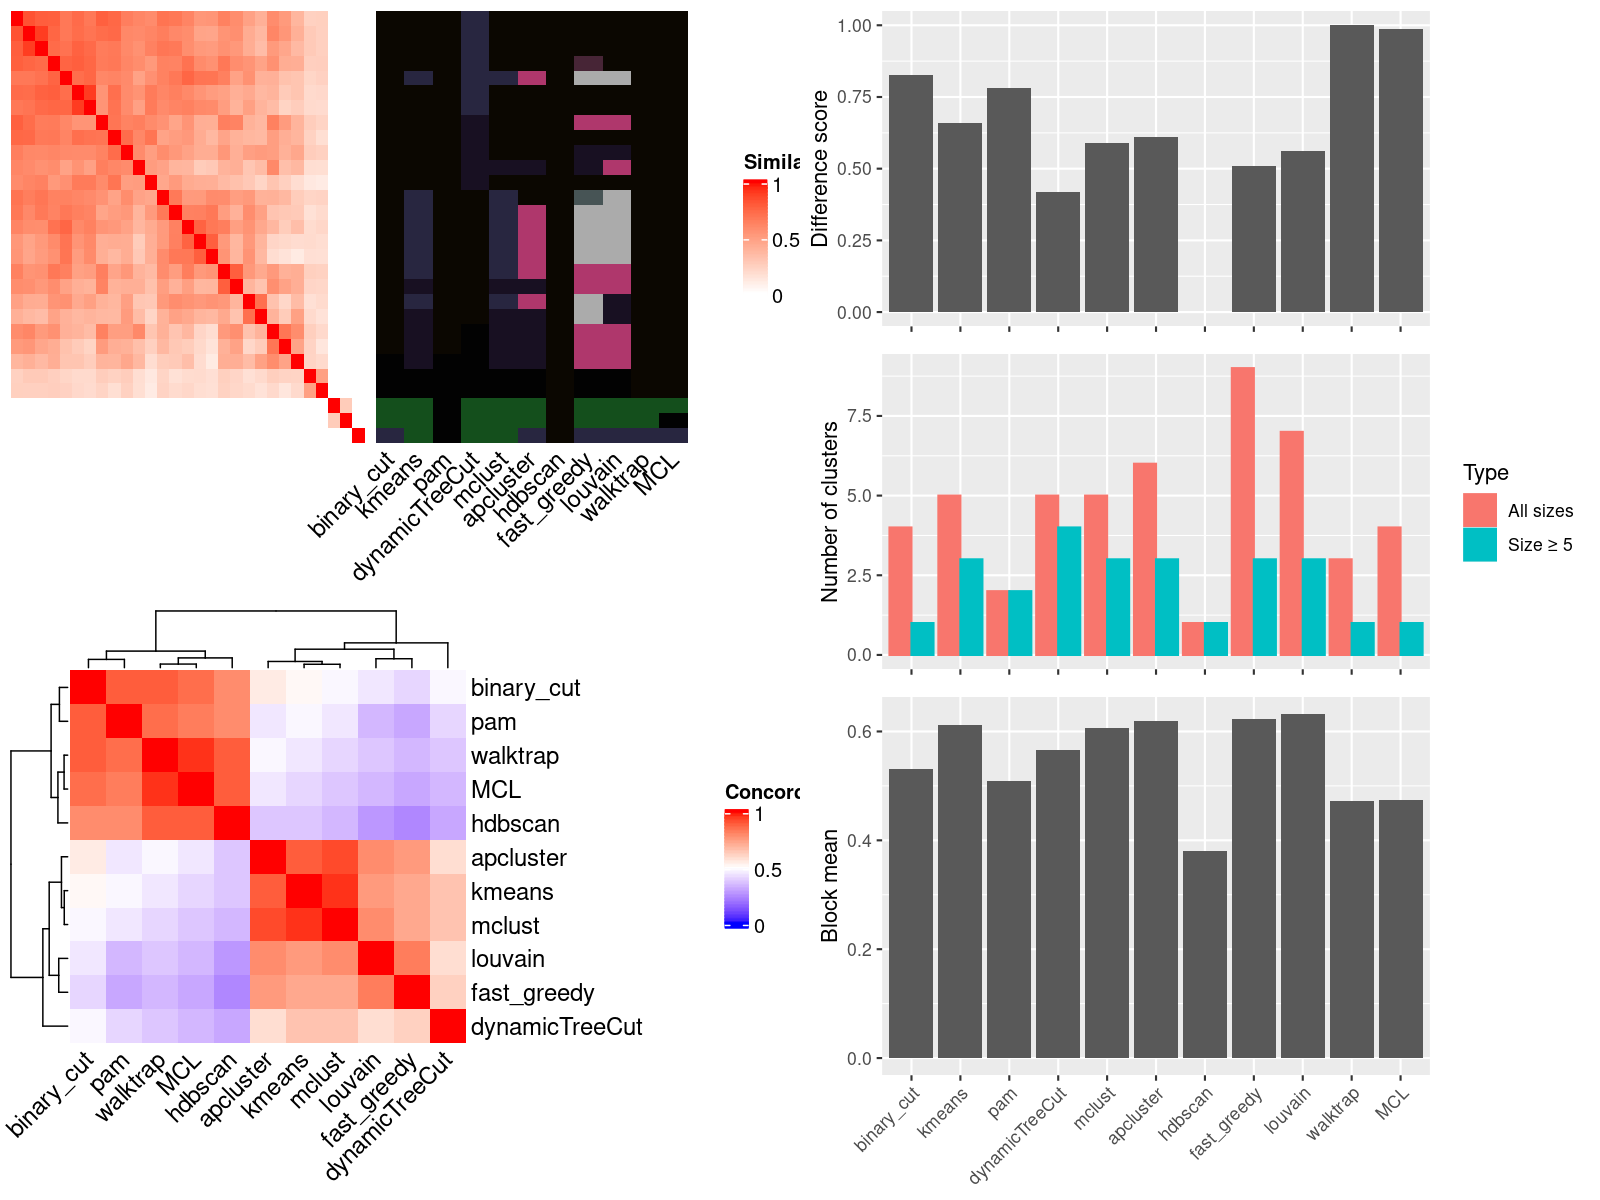 Simila
1
0.5
0
binary_cut
kmeans
pam
dynamicTreeCut
mclust
apcluster
hdbscan
fast_greedy
louvain
walktrap
MCL
binary_cut
pam
walktrap
MCL
hdbscan
apcluster
kmeans
mclust
louvain
fast_greedy
dynamicTreeCut
Concord
1
0.5
0
binary_cut
pam
walktrap
MCL
hdbscan
apcluster
kmeans
mclust
louvain
fast_greedy
dynamicTreeCut
Difference score
1.00
0.75
0.50
0.25
0.00
Number of clusters
7.5
5.0
2.5
0.0
Type
All sizes
Size ≥ 5
Block mean
0.6
0.4
0.2
0.0
binary_cut
kmeans
pam
dynamicTreeCut
mclust
apcluster
hdbscan
fast_greedy
louvain
walktrap
MCL